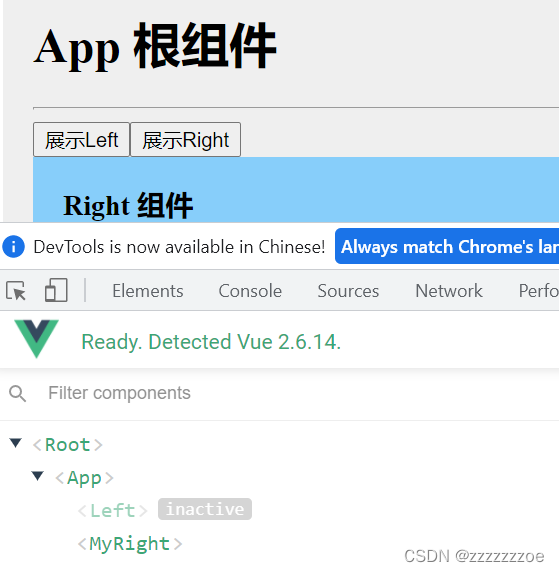 App 根组件
展示Left 展示Right
Right 组件
DevTools is now available in Chinese! Always match Chrome's lan
Elements Console Sources Network Perfo
Ready. Detected Vue 2.6.14.
Filter components
<Root>
<App>
<Left> inactive
<MyRight>
CSDN @zzzzzzzoe